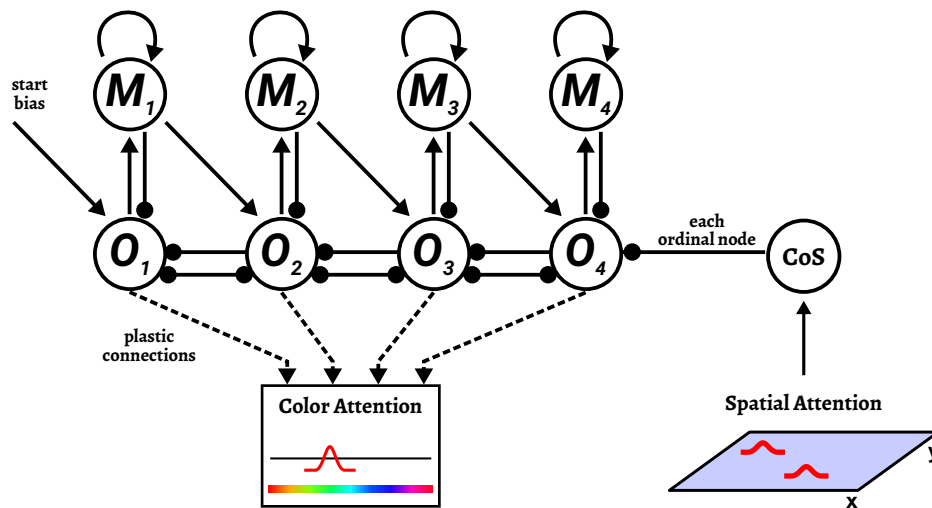 M1
M2
M3
M4
start
bias
each
ordinal node
O1
O2
O3
O4
CoS
plastic
connections
Color Attention
Spatial Attention
y
x